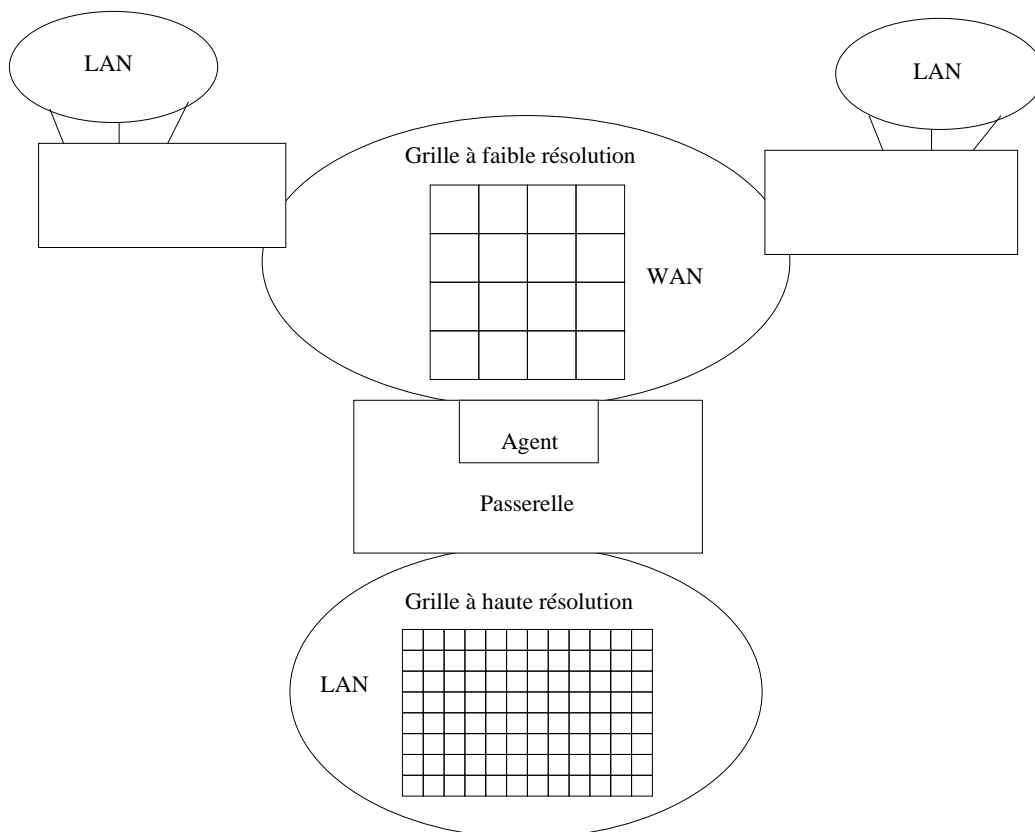 LAN
LAN
Grille à faible résolution
WAN
Agent
Passerelle
Grille à haute résolution
LAN